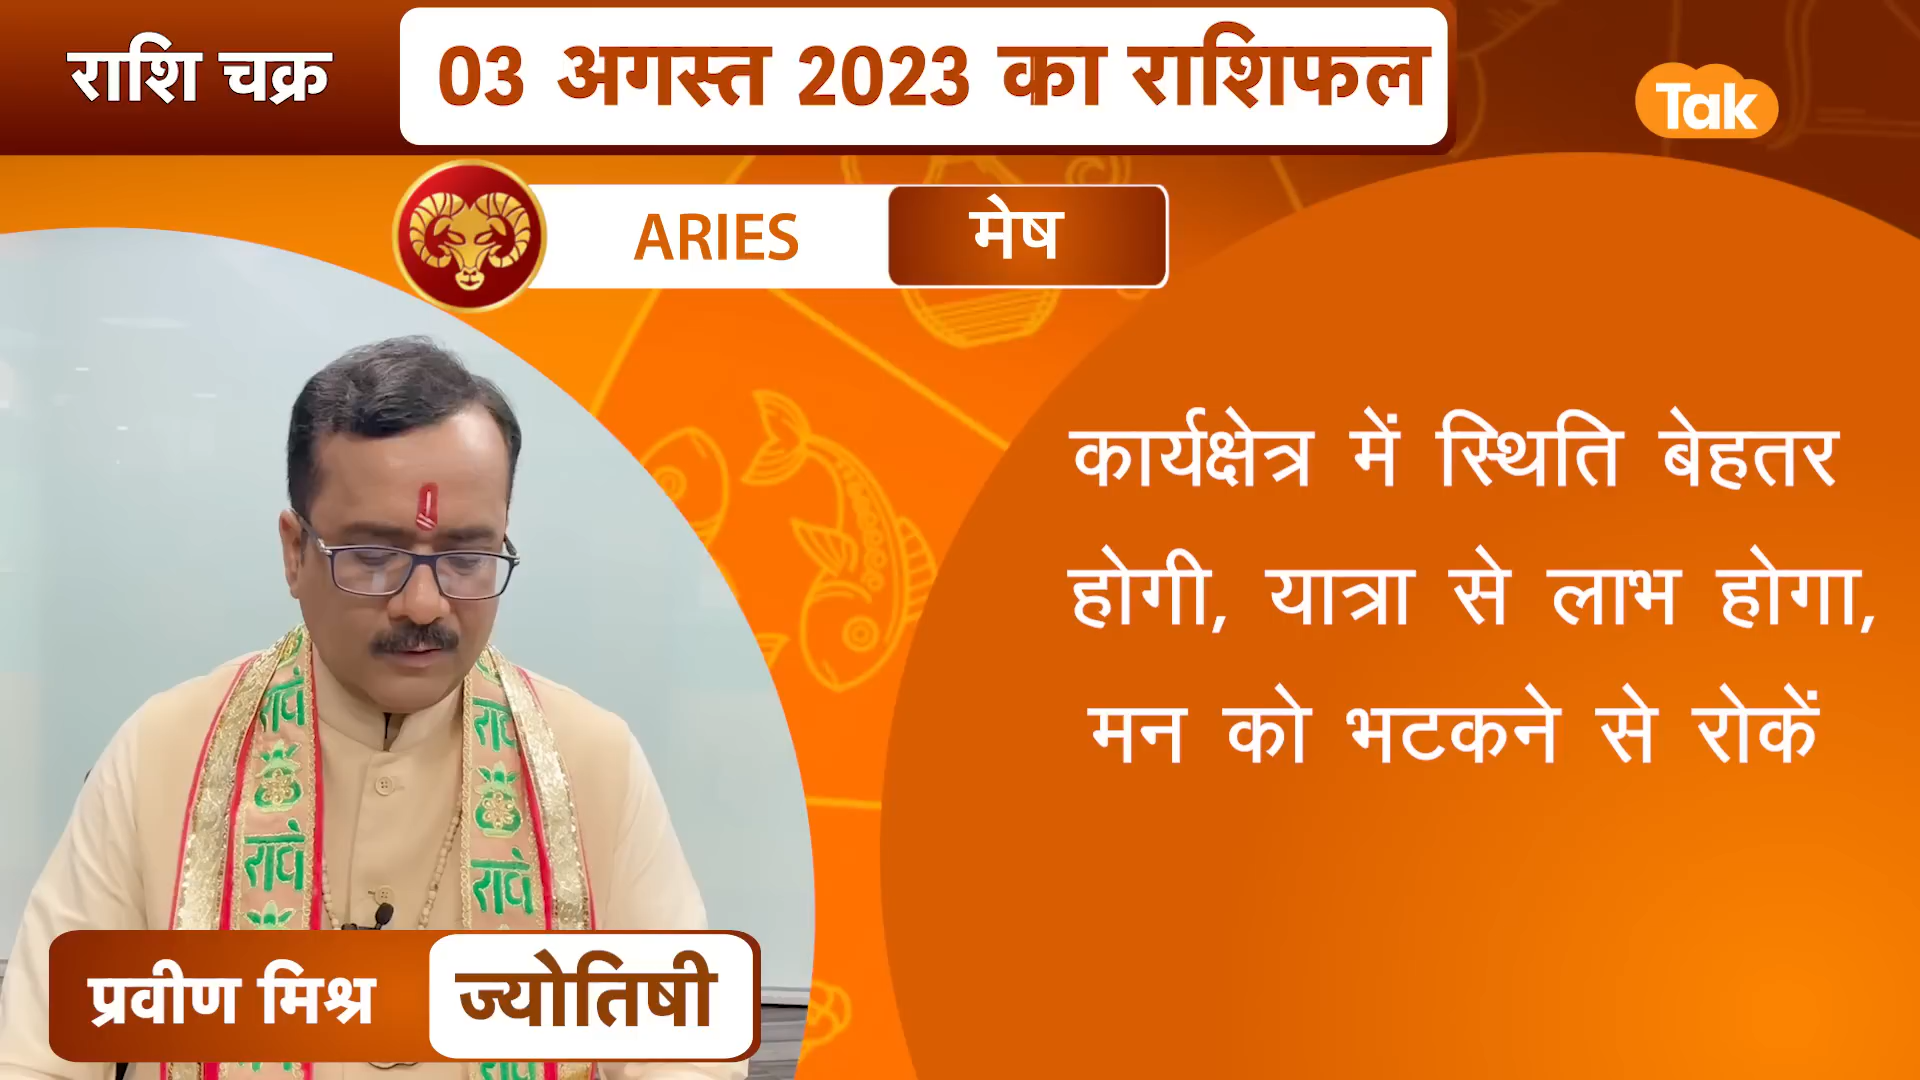 राशि चक्र
03 अगस्त 2023 का राशिफल
Tak
ARIES
मेष
कार्यक्षेत्र में स्थिति बेहतर
होगी, यात्रा से लाभ होगा,
मन को भटकने से रोकें
राधे
राधे
राधे
राधे
प्रवीण मिश्र
ज्योतिषी